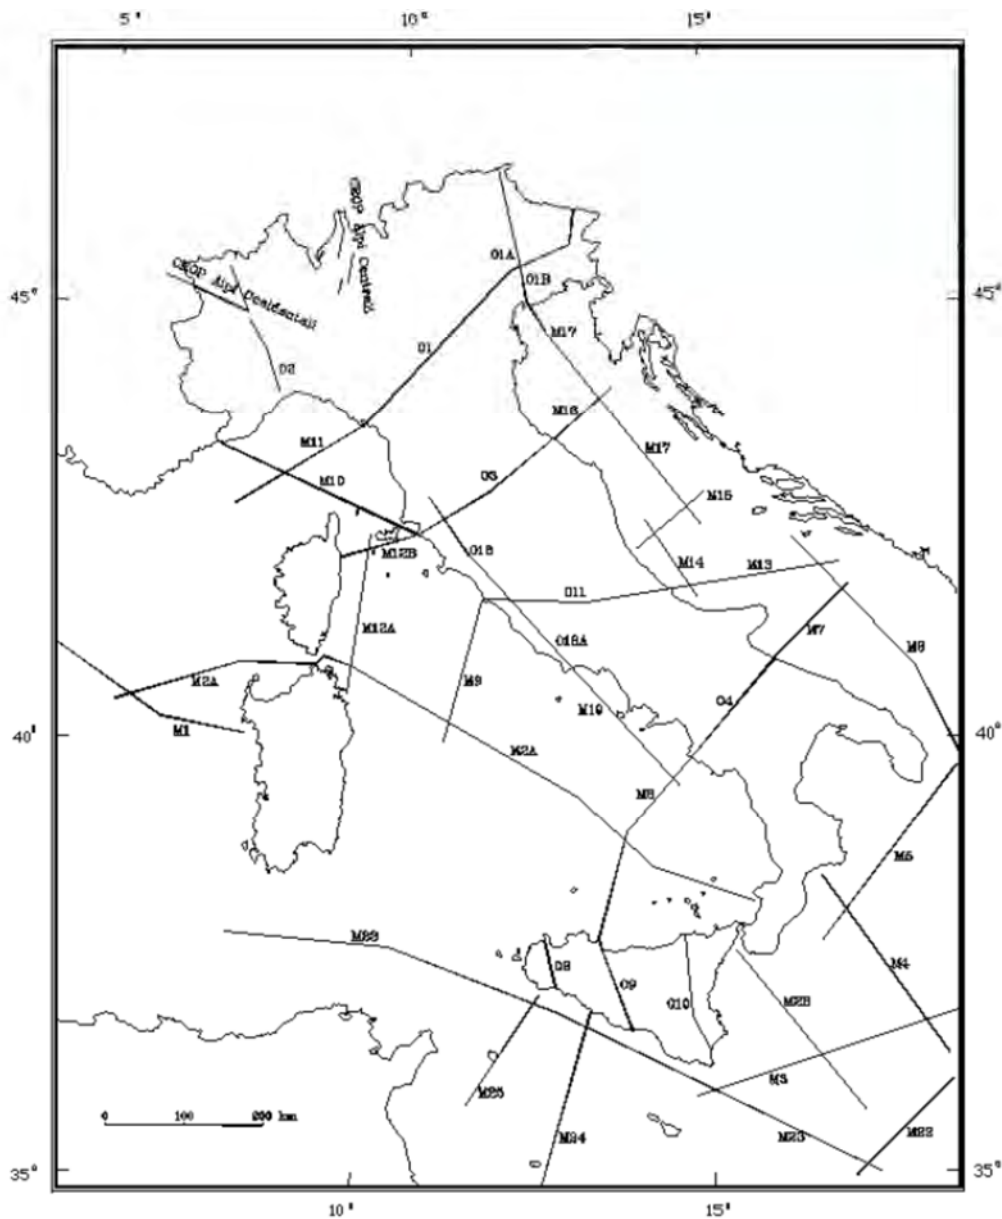 5°
10°
15°
CROP Alpi Centrali
CROP Alpi Occidentali
01A
01B
45°
45°
M17
01
02
M16
M11
M17
M10
03
M15
018
M12B
M14
M13
011
M12A
018A
M7
M6
M9
M2A
04
M19
M1
M2A
40°
40°
M5
M23
08
M4
09
010
M2B
M3
M25
0
100
200 km
M24
M23
M22
35°
35°
10°
15°